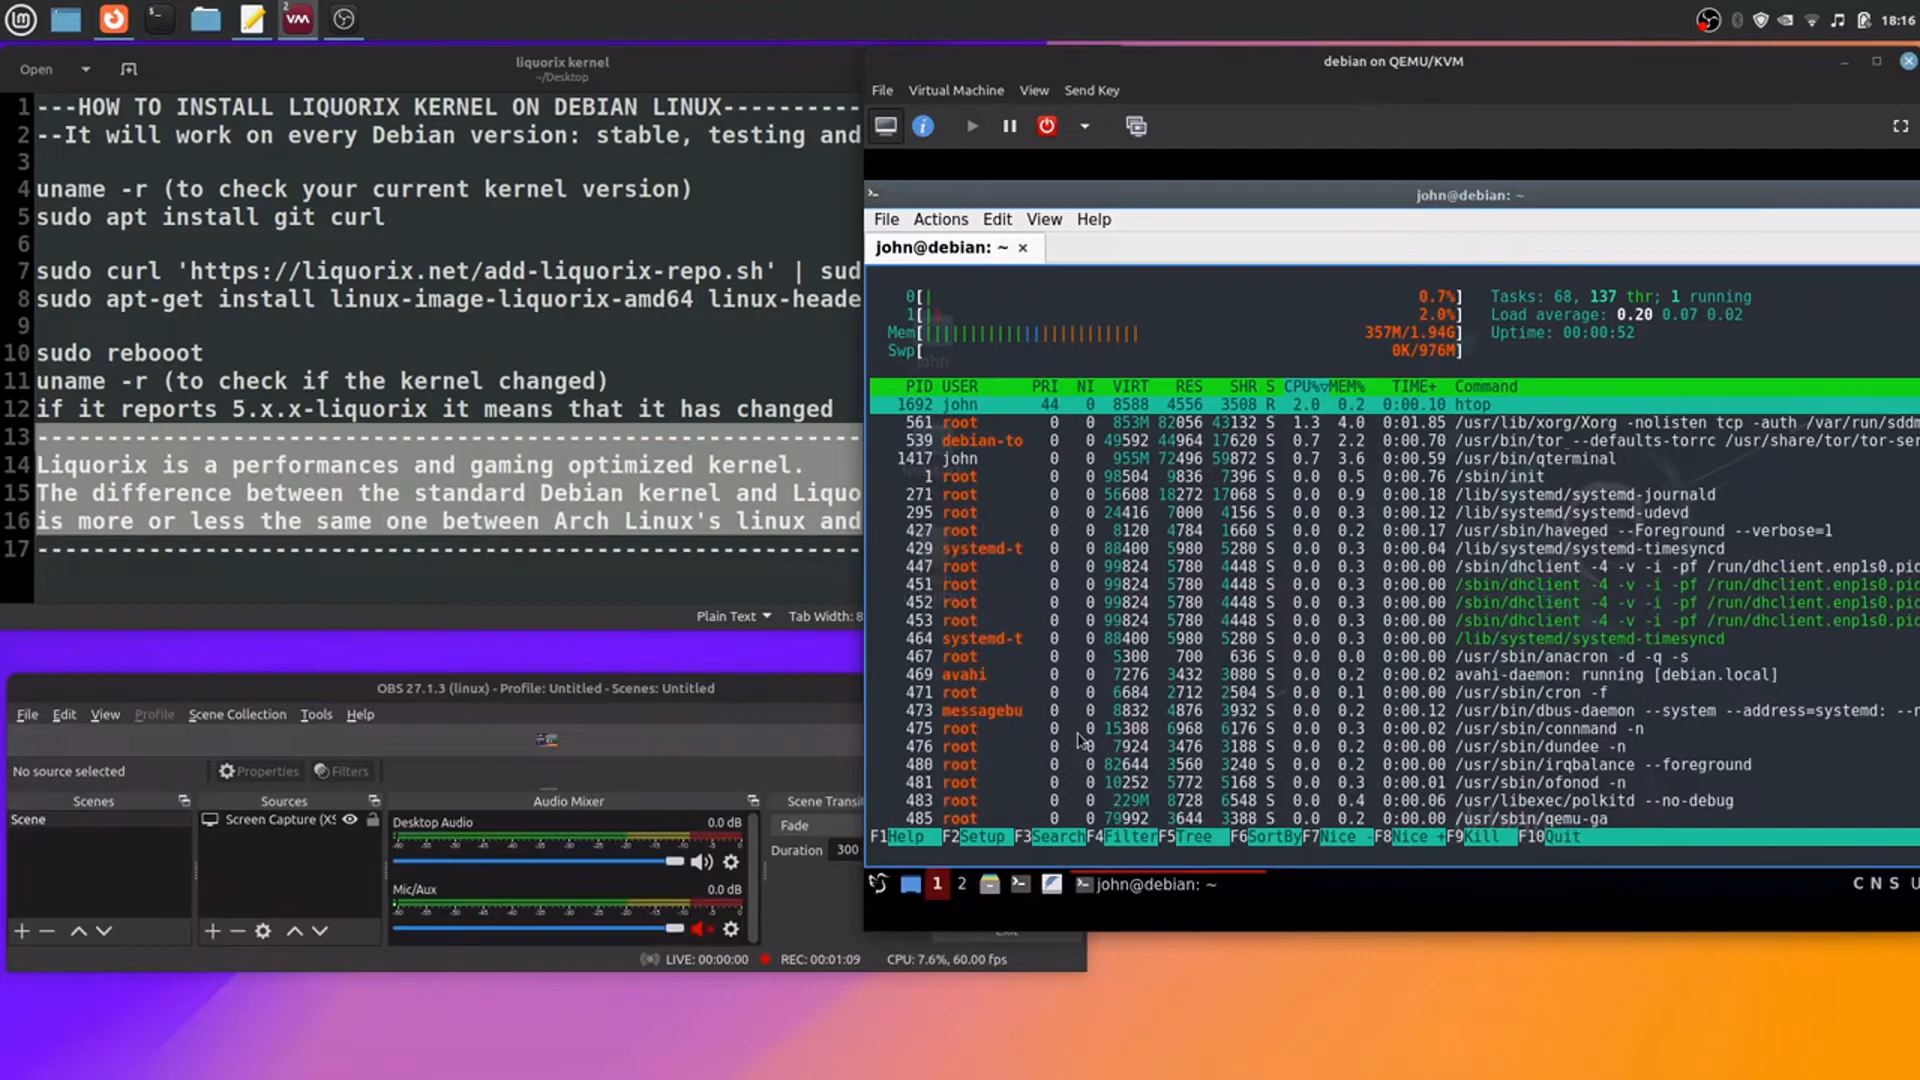 2
18:16
Open
liquorix kernel
~/Desktop
1 ---HOW TO INSTALL LIQUORIX KERNEL ON DEBIAN LINUX----------
2 --It will work on every Debian version: stable, testing and
3
4 uname -r (to check your current kernel version)
5 sudo apt install git curl
6
7 sudo curl 'https://liquorix.net/add-liquorix-repo.sh' | sud
8 sudo apt-get install linux-image-liquorix-amd64 linux-heade
9
10 sudo rebooot
11 uname -r (to check if the kernel changed)
12 if it reports 5.x.x-liquorix it means that it has changed
13 -----------------------------------------------------------
14 Liquorix is a performances and gaming optimized kernel.
15 The difference between the standard Debian kernel and Liquo
16 is more or less the same one between Arch Linux's linux and
17 -----------------------------------------------------------
Plain Text Tab Width: 8
debian on QEMU/KVM
File Virtual Machine View Send Key
john@debian: ~
File Actions Edit View Help
john@debian: ~ ×
0[| 0.7%] Tasks: 68, 137 thr; 1 running
1[| 2.0%] Load average: 0.20 0.07 0.02
Mem[|||||||||||||||||||||||| 357M/1.94G] Uptime: 00:00:52
Swp[ 0K/976M]
PID USER PRI NI VIRT RES SHR S CPU%▽MEM% TIME+ Command
1692 john 44 0 8588 4556 3508 R 2.0 0.2 0:00.10 htop
561 root 0 0 853M 82056 43132 S 1.3 4.0 0:01.85 /usr/lib/xorg/Xorg -nolisten tcp -auth /var/run/sddm
539 debian-to 0 0 49592 44964 17620 S 0.7 2.2 0:00.70 /usr/bin/tor --defaults-torrc /usr/share/tor/tor-ser
1417 john 0 0 955M 72496 59872 S 0.7 3.6 0:00.59 /usr/bin/qterminal
1 root 0 0 98504 9836 7396 S 0.0 0.5 0:00.76 /sbin/init
271 root 0 0 56608 18272 17068 S 0.0 0.9 0:00.18 /lib/systemd/systemd-journald
295 root 0 0 24416 7000 4156 S 0.0 0.3 0:00.12 /lib/systemd/systemd-udevd
427 root 0 0 8120 4784 1660 S 0.0 0.2 0:00.17 /usr/sbin/haveged --Foreground --verbose=1
429 systemd-t 0 0 88400 5980 5280 S 0.0 0.3 0:00.04 /lib/systemd/systemd-timesyncd
447 root 0 0 99824 5780 4448 S 0.0 0.3 0:00.00 /sbin/dhclient -4 -v -i -pf /run/dhclient.enp1s0.pid
451 root 0 0 99824 5780 4448 S 0.0 0.3 0:00.00 /sbin/dhclient -4 -v -i -pf /run/dhclient.enp1s0.pid
452 root 0 0 99824 5780 4448 S 0.0 0.3 0:00.00 /sbin/dhclient -4 -v -i -pf /run/dhclient.enp1s0.pid
453 root 0 0 99824 5780 4448 S 0.0 0.3 0:00.00 /sbin/dhclient -4 -v -i -pf /run/dhclient.enp1s0.pid
464 systemd-t 0 0 88400 5980 5280 S 0.0 0.3 0:00.00 /lib/systemd/systemd-timesyncd
467 root 0 0 5300 700 636 S 0.0 0.0 0:00.00 /usr/sbin/anacron -d -q -s
469 avahi 0 0 7276 3432 3080 S 0.0 0.2 0:00.02 avahi-daemon: running [debian.local]
471 root 0 0 6684 2712 2504 S 0.0 0.1 0:00.00 /usr/sbin/cron -f
473 messagebu 0 0 8832 4876 3932 S 0.0 0.2 0:00.12 /usr/bin/dbus-daemon --system --address=systemd: --n
475 root 0 0 15308 6968 6176 S 0.0 0.3 0:00.02 /usr/sbin/connmand -n
476 root 0 0 7924 3476 3188 S 0.0 0.2 0:00.00 /usr/sbin/dundee -n
480 root 0 0 82644 3560 3240 S 0.0 0.2 0:00.00 /usr/sbin/irqbalance --foreground
481 root 0 0 10252 5772 5168 S 0.0 0.3 0:00.01 /usr/sbin/ofonod -n
483 root 0 0 229M 8728 6548 S 0.0 0.4 0:00.06 /usr/libexec/polkitd --no-debug
485 root 0 0 79992 3644 3388 S 0.0 0.2 0:00.00 /usr/sbin/qemu-ga
F1Help F2Setup F3Search F4Filter F5Tree F6SortBy F7Nice - F8Nice + F9Kill F10Quit
1 2 john@debian: ~ C N S U
OBS 27.1.3 (linux) - Profile: Untitled - Scenes: Untitled
File Edit View Profile Scene Collection Tools Help
No source selected Properties Filters
Scenes Sources Audio Mixer Scene Transiti
Scene
Screen Capture (XS
Desktop Audio 0.0 dB
-60 -55 -50 -45 -40 -35 -30 -25 -20 -15 -10 -5 0
Mic/Aux 0.0 dB
-60 -55 -50 -45 -40 -35 -30 -25 -20 -15 -10 -5 0
Fade
Duration 300
LIVE: 00:00:00 REC: 00:01:09 CPU: 7.6%, 60.00 fps